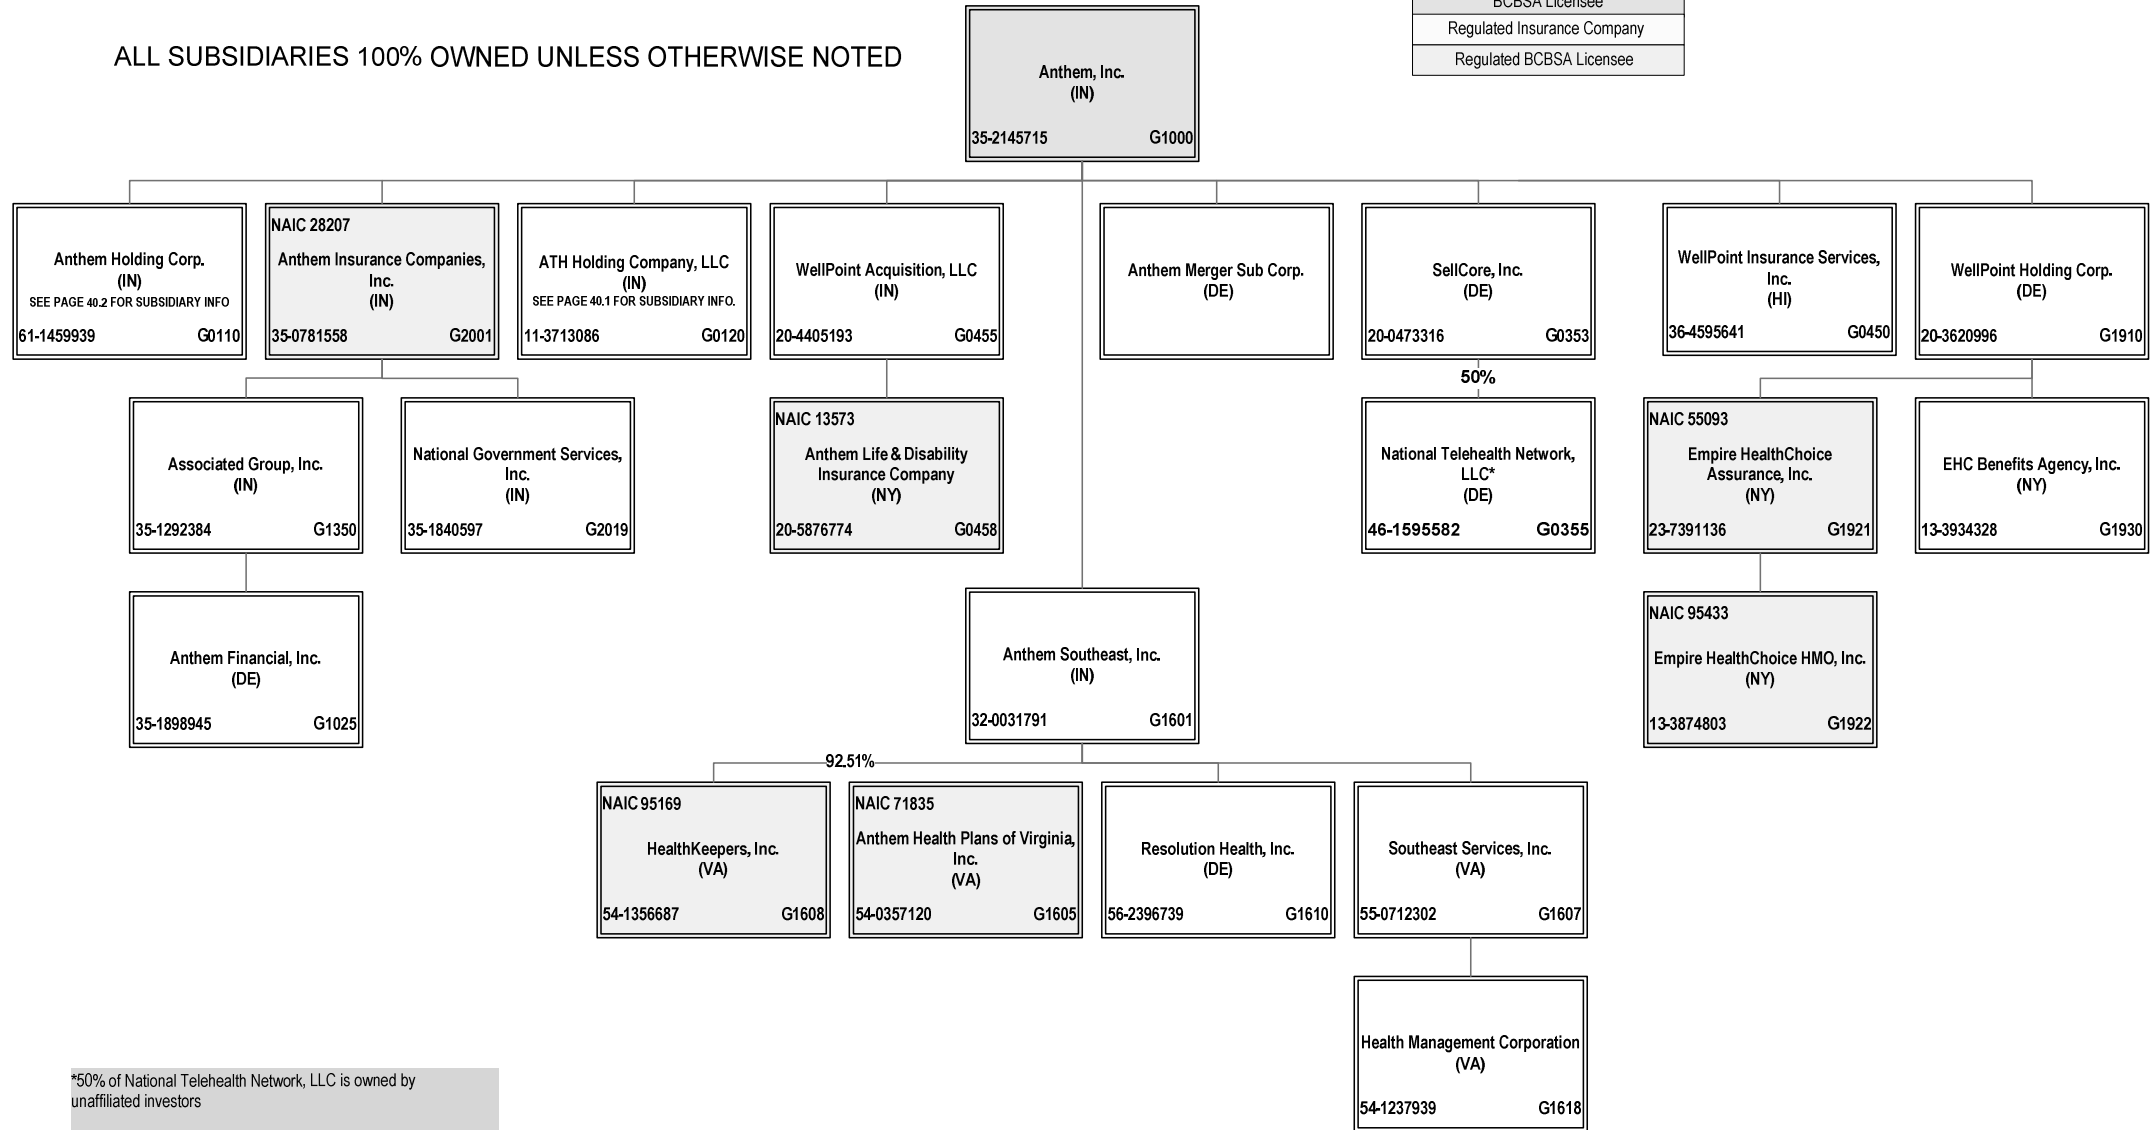 BCBSA Licensee
Regulated Insurance Company
Regulated BCBSA Licensee
ALL SUBSIDIARIES 100% OWNED UNLESS OTHERWISE NOTED
Anthem, Inc.
(IN)
35-2145715 G1000
Anthem Holding Corp.
(IN)
SEE PAGE 40.2 FOR SUBSIDIARY INFO
61-1459939 G0110
NAIC 28207
Anthem Insurance Companies,
Inc.
(IN)
35-0781558 G2001
ATH Holding Company, LLC
(IN)
SEE PAGE 40.1 FOR SUBSIDIARY INFO.
11-3713086 G0120
WellPoint Acquisition, LLC
(IN)
20-4405193 G0455
Anthem Merger Sub Corp.
(DE)
SellCore, Inc.
(DE)
20-0473316 G0353
WellPoint Insurance Services,
Inc.
(HI)
36-4595641 G0450
WellPoint Holding Corp.
(DE)
20-3620996 G1910
50%
Associated Group, Inc.
(IN)
35-1292384 G1350
National Government Services,
Inc.
(IN)
35-1840597 G2019
NAIC 13573
Anthem Life & Disability
Insurance Company
(NY)
20-5876774 G0458
National Telehealth Network,
LLC*
(DE)
46-1595582 G0355
NAIC 55093
Empire HealthChoice
Assurance, Inc.
(NY)
23-7391136 G1921
EHC Benefits Agency, Inc.
(NY)
13-3934328 G1930
Anthem Financial, Inc.
(DE)
35-1898945 G1025
Anthem Southeast, Inc.
(IN)
32-0031791 G1601
NAIC 95433
Empire HealthChoice HMO, Inc.
(NY)
13-3874803 G1922
92.51%
NAIC 95169
HealthKeepers, Inc.
(VA)
54-1356687 G1608
NAIC 71835
Anthem Health Plans of Virginia,
Inc.
(VA)
54-0357120 G1605
Resolution Health, Inc.
(DE)
56-2396739 G1610
Southeast Services, Inc.
(VA)
55-0712302 G1607
Health Management Corporation
(VA)
54-1237939 G1618
*50% of National Telehealth Network, LLC is owned by
unaffiliated investors